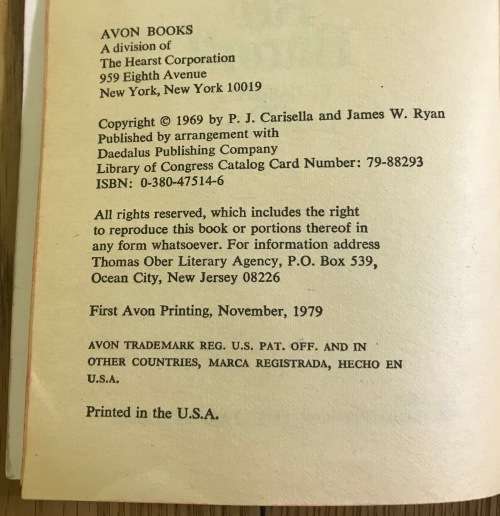 AVON BOOKS
A division of
The Hearst Corporation
959 Eighth Avenue
New York, New York 10019
Copyright © 1969 by P. J. Carisella and James W. Ryan
Published by arrangement with
Daedalus Publishing Company
Library of Congress Catalog Card Number: 79-88293
ISBN: 0-380-47514-6
All rights reserved, which includes the right
to reproduce this book or portions thereof in
any form whatsoever. For information address
Thomas Ober Literary Agency, P.O. Box 539,
Ocean City, New Jersey 08226
First Avon Printing, November, 1979
AVON TRADEMARK REG. U.S. PAT. OFF. AND IN
OTHER COUNTRIES, MARCA REGISTRADA, HECHO EN
U.S.A.
Printed in the U.S.A.